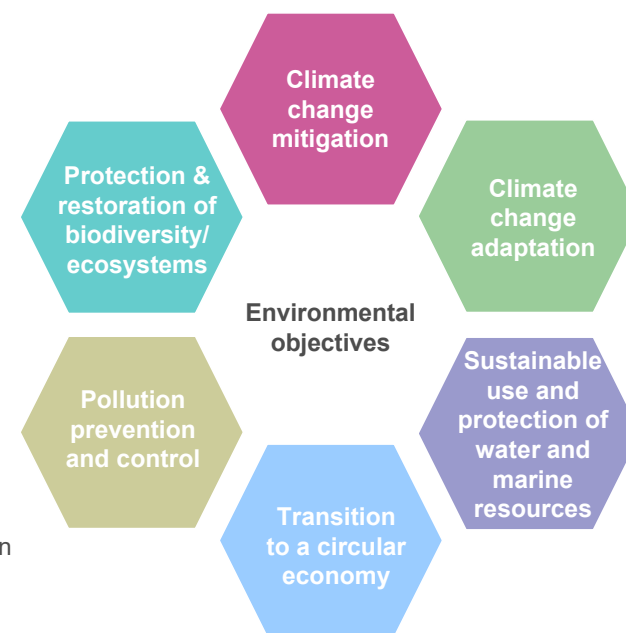 Climate
change
mitigation
Protection &
restoration of
biodiversity/
ecosystems
Climate
change
adaptation
Environmental
objectives
Sustainable
use and
protection of
water and
marine
resources
Pollution
prevention
and control
Transition
to a circular
economy
n